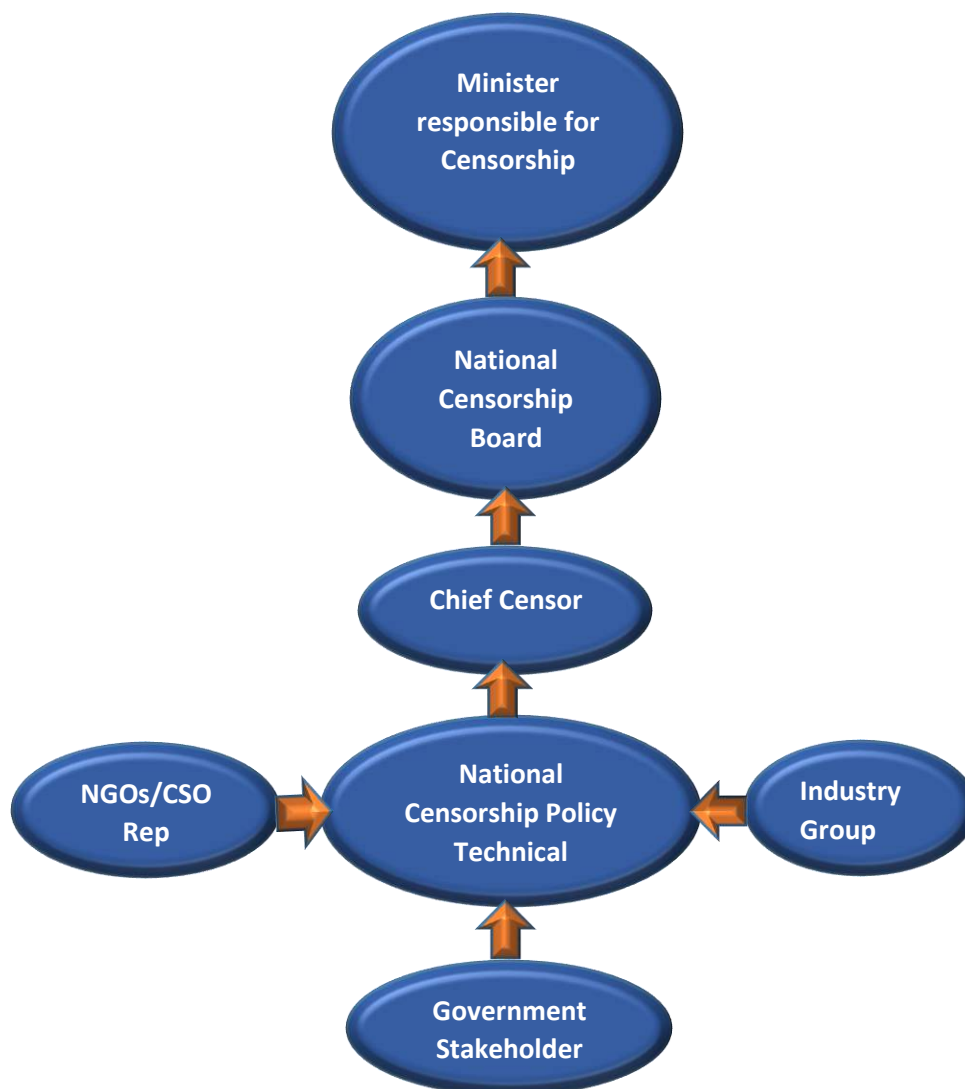 Minister
responsible for
Censorship
National
Censorship
Board
Chief Censor
NGOs/CSO
Rep
National
Censorship Policy
Technical
Industry
Group
Government
Stakeholder